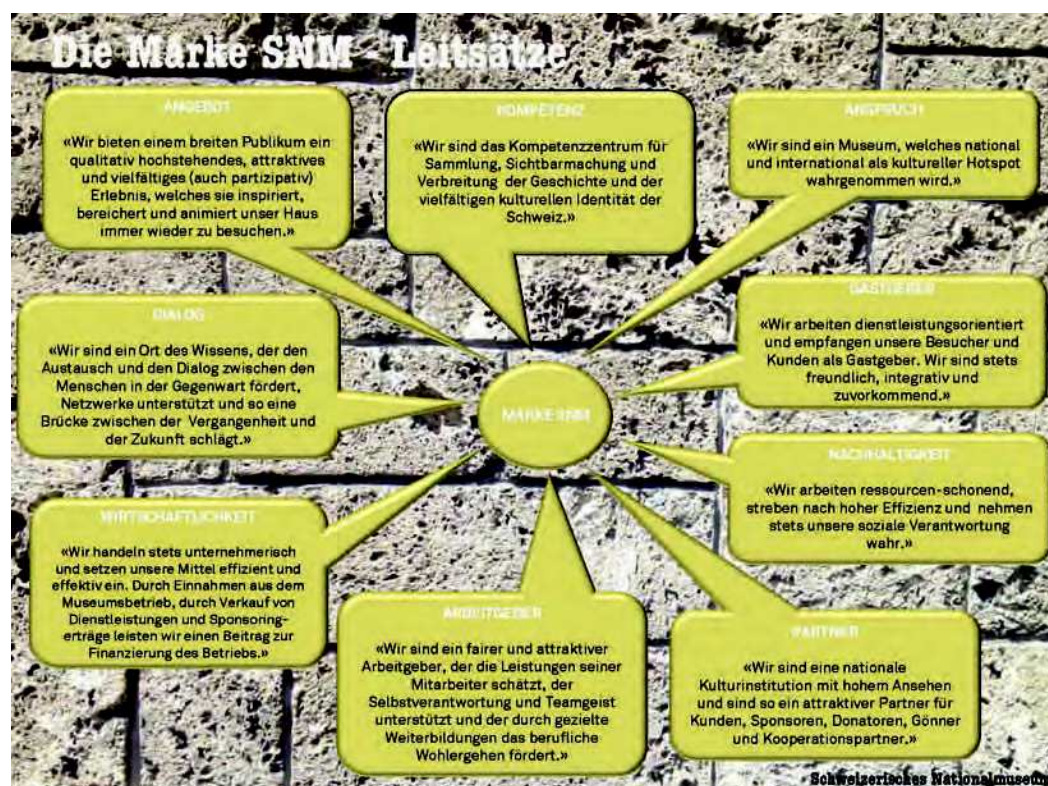 Die Marke SNM - Leitsätze
ANGEBOT
«Wir bieten einem breiten Publikum ein
qualitativ hochstehendes, attraktives
und vielfältiges (auch partizipativ)
Erlebnis, welches sie inspiriert,
bereichert und animiert unser Haus
immer wieder zu besuchen.»
KOMPETENZ
«Wir sind das Kompetenzzentrum für
Sammlung, Sichtbarmachung und
Verbreitung der Geschichte und der
vielfältigen kulturellen Identität der
Schweiz.»
ANSPRUCH
«Wir sind ein Museum, welches national
und international als kultureller Hotspot
wahrgenommen wird.»
DIALOG
«Wir sind ein Ort des Wissens, der den
Austausch und den Dialog zwischen den
Menschen in der Gegenwart fördert,
Netzwerke unterstützt und so eine
Brücke zwischen der Vergangenheit und
der Zukunft schlägt.»
MARKE SNM
GASTGEBER
«Wir arbeiten dienstleistungsorientiert
und empfangen unsere Besucher und
Kunden als Gastgeber. Wir sind stets
freundlich, integrativ und
zuvorkommend.»
NACHHALTIGKEIT
«Wir arbeiten ressourcen-schonend,
streben nach hoher Effizienz und nehmen
stets unsere soziale Verantwortung
wahr.»
WIRTSCHAFTLICHKEIT
«Wir handeln stets unternehmerisch
und setzen unsere Mittel effizient und
effektiv ein. Durch Einnahmen aus dem
Museumsbetrieb, durch Verkauf von
Dienstleistungen und Sponsoring-
erträge leisten wir einen Beitrag zur
Finanzierung des Betriebs.»
ARBEITGEBER
«Wir sind ein fairer und attraktiver
Arbeitgeber, der die Leistungen seiner
Mitarbeiter schätzt, der
Selbstverantwortung und Teamgeist
unterstützt und der durch gezielte
Weiterbildungen das berufliche
Wohlergehen fördert.»
PARTNER
«Wir sind eine nationale
Kulturinstitution mit hohem Ansehen
und sind so ein attraktiver Partner für
Kunden, Sponsoren, Donatoren, Gönner
und Kooperationspartner.»
Schweizerisches Nationalmuseum